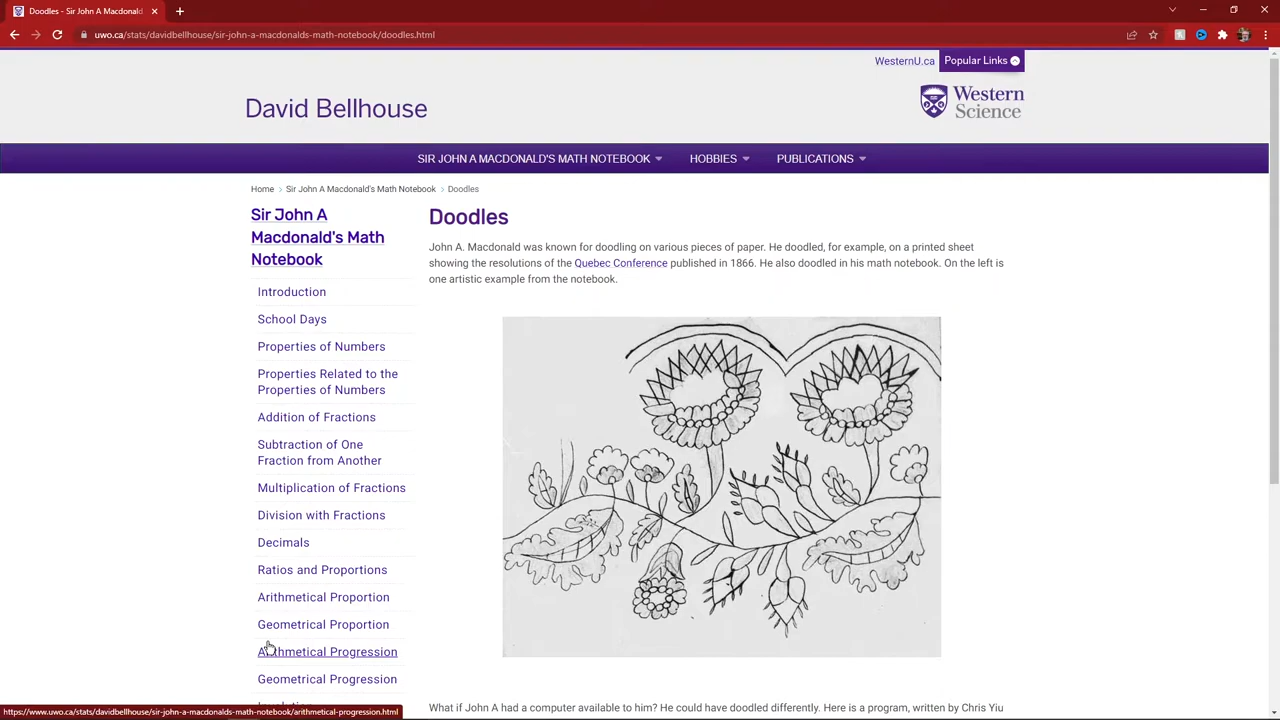 Doodles - Sir John A Macdonald
uwo.ca/stats/davidbellhouse/sir-john-a-macdonalds-math-notebook/doodles.html
WesternU.ca
Popular Links
David Bellhouse
Western
Science
SIR JOHN A MACDONALD'S MATH NOTEBOOK
HOBBIES
PUBLICATIONS
Home > Sir John A Macdonald's Math Notebook > Doodles
Sir John A
Macdonald's Math
Notebook
Introduction
School Days
Properties of Numbers
Properties Related to the
Properties of Numbers
Addition of Fractions
Subtraction of One
Fraction from Another
Multiplication of Fractions
Division with Fractions
Decimals
Ratios and Proportions
Arithmetical Proportion
Geometrical Proportion
Arithmetical Progression
Geometrical Progression
Doodles
John A. Macdonald was known for doodling on various pieces of paper. He doodled, for example, on a printed sheet
showing the resolutions of the Quebec Conference published in 1866. He also doodled in his math notebook. On the left is
one artistic example from the notebook.
What if John A had a computer available to him? He could have doodled differently. Here is a program, written by Chris Yiu
https://www.uwo.ca/stats/davidbellhouse/sir-john-a-macdonalds-math-notebook/arithmetical-progression.html